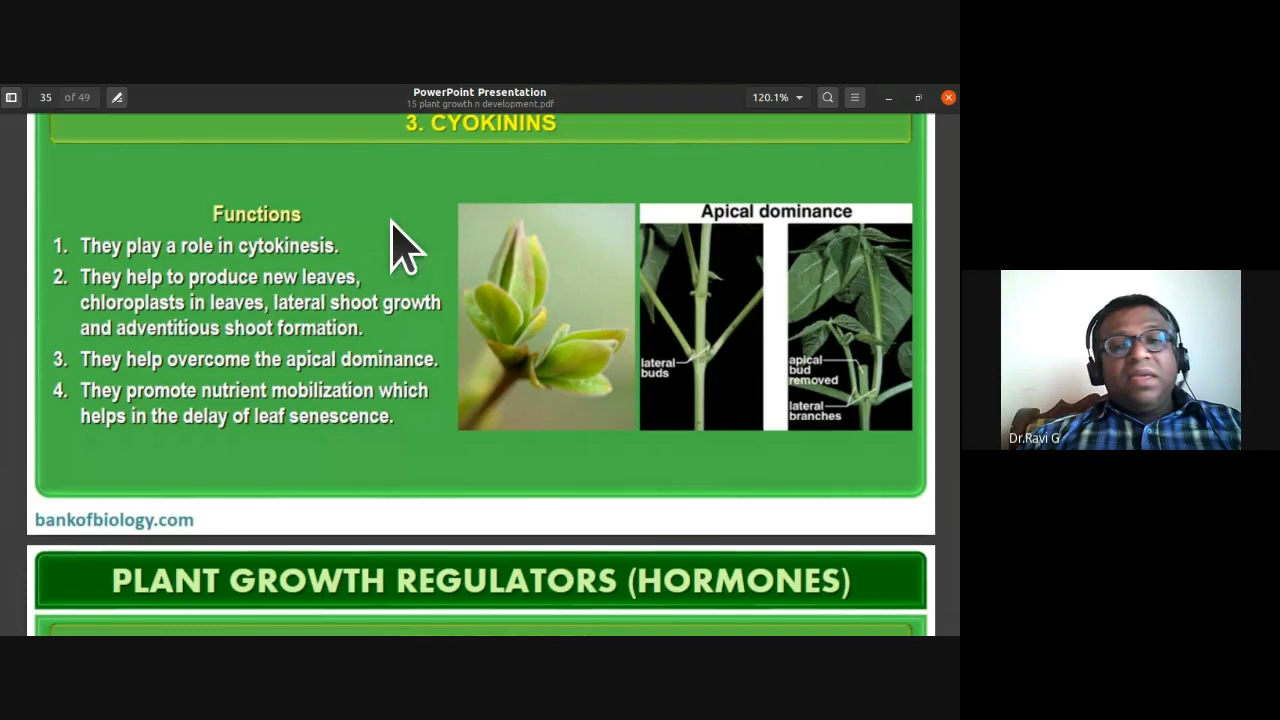 PowerPoint Presentation
15 plant growth n development.pdf
35 of 49
120.1%
3. CYOKININS
Functions
1. They play a role in cytokinesis.
2. They help to produce new leaves,
chloroplasts in leaves, lateral shoot growth
and adventitious shoot formation.
3. They help overcome the apical dominance.
4. They promote nutrient mobilization which
helps in the delay of leaf senescence.
Apical dominance
lateral
buds
apical
bud
removed
lateral
branches
bankofbiology.com
PLANT GROWTH REGULATORS (HORMONES)
Dr.Ravi G